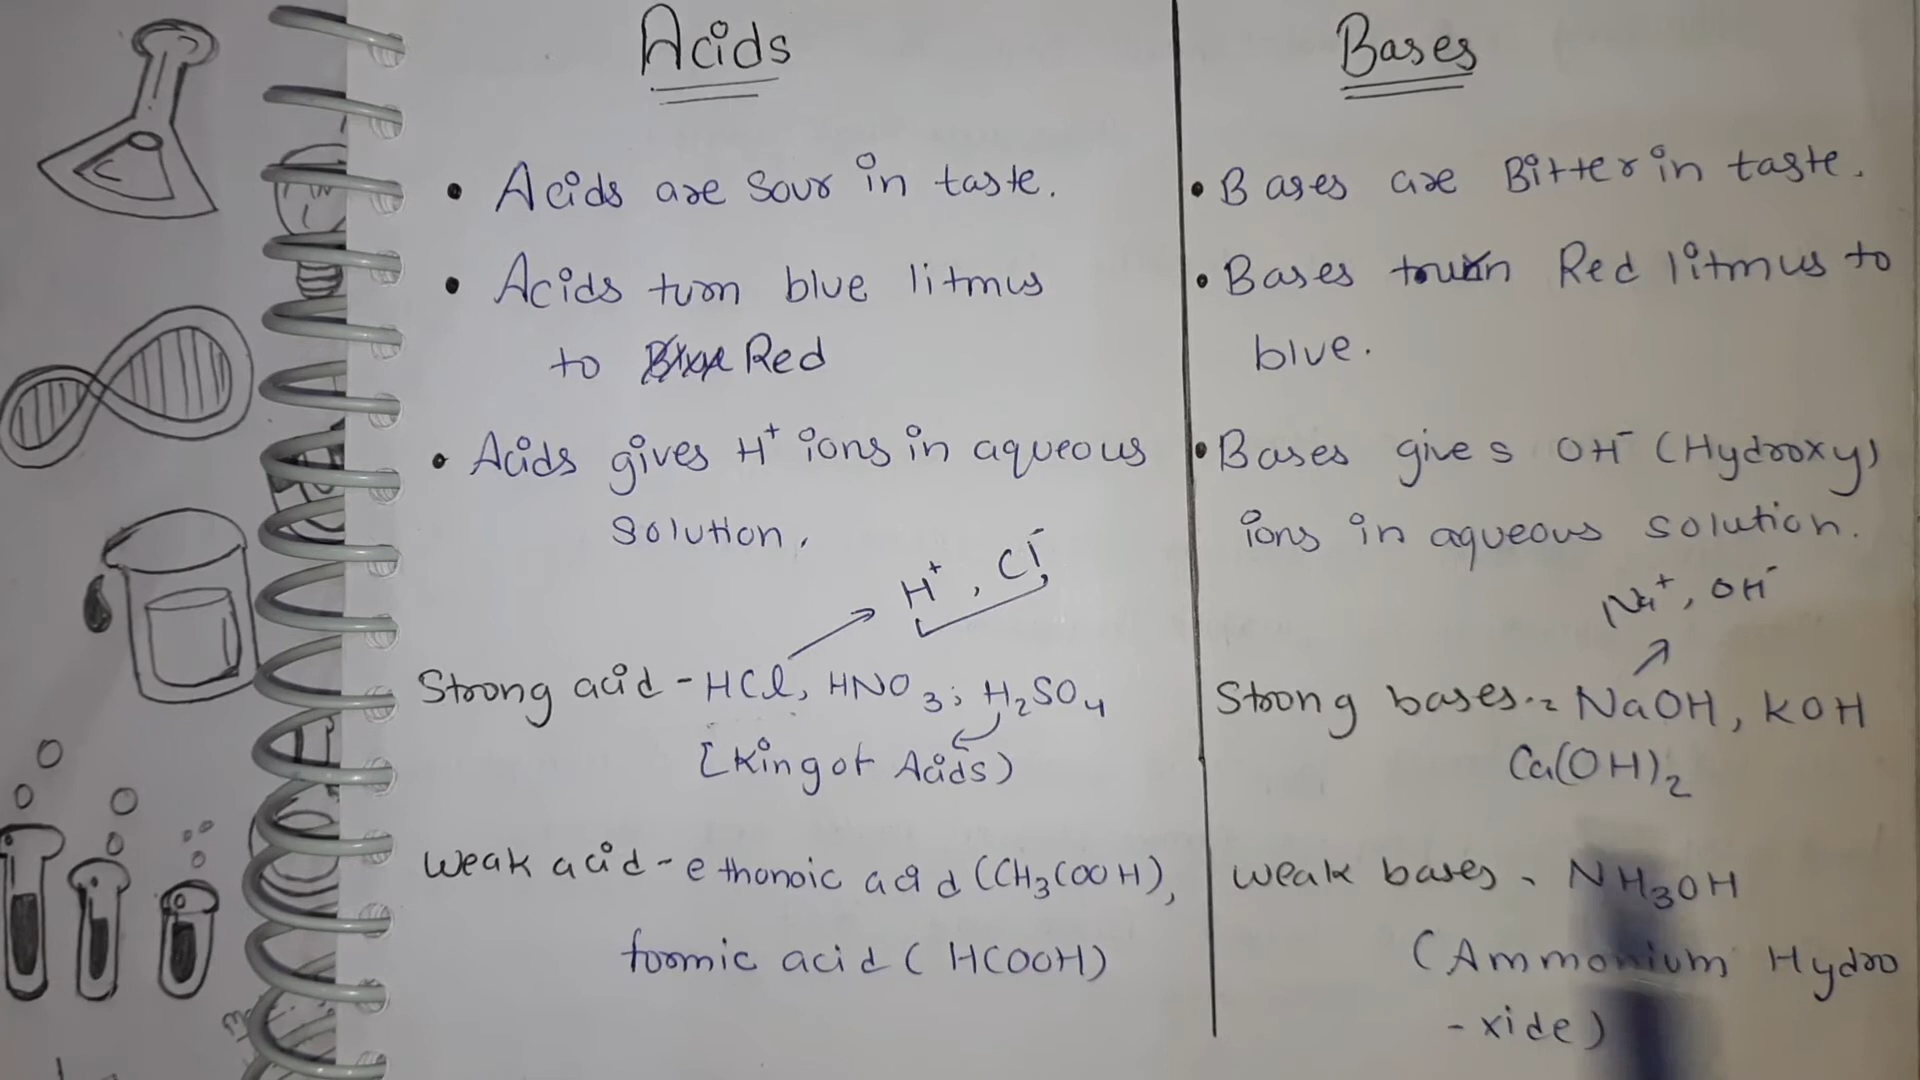 Acids
• Acids are Sour in taste.
• Acids turn blue litmus
to Red
• Acids gives H⁺ ions in aqueous
Solution.
H⁺, Cl⁻
Strong acid - HCl, HNO₃; H₂SO₄
[King of Acids)
Weak acid - ethonoic acid (CH₃COOH),
formic acid ( HCOOH)
Bases
• Bases are Bitter in taste.
• Bases turn Red litmus to
blue.
• Bases gives OH⁻ (Hydroxy)
ions in aqueous solution.
Na⁺, OH⁻
Strong bases.= NaOH, KOH
Ca(OH)₂
Weak bases - NH₃OH
(Ammonium Hydro
-xide)